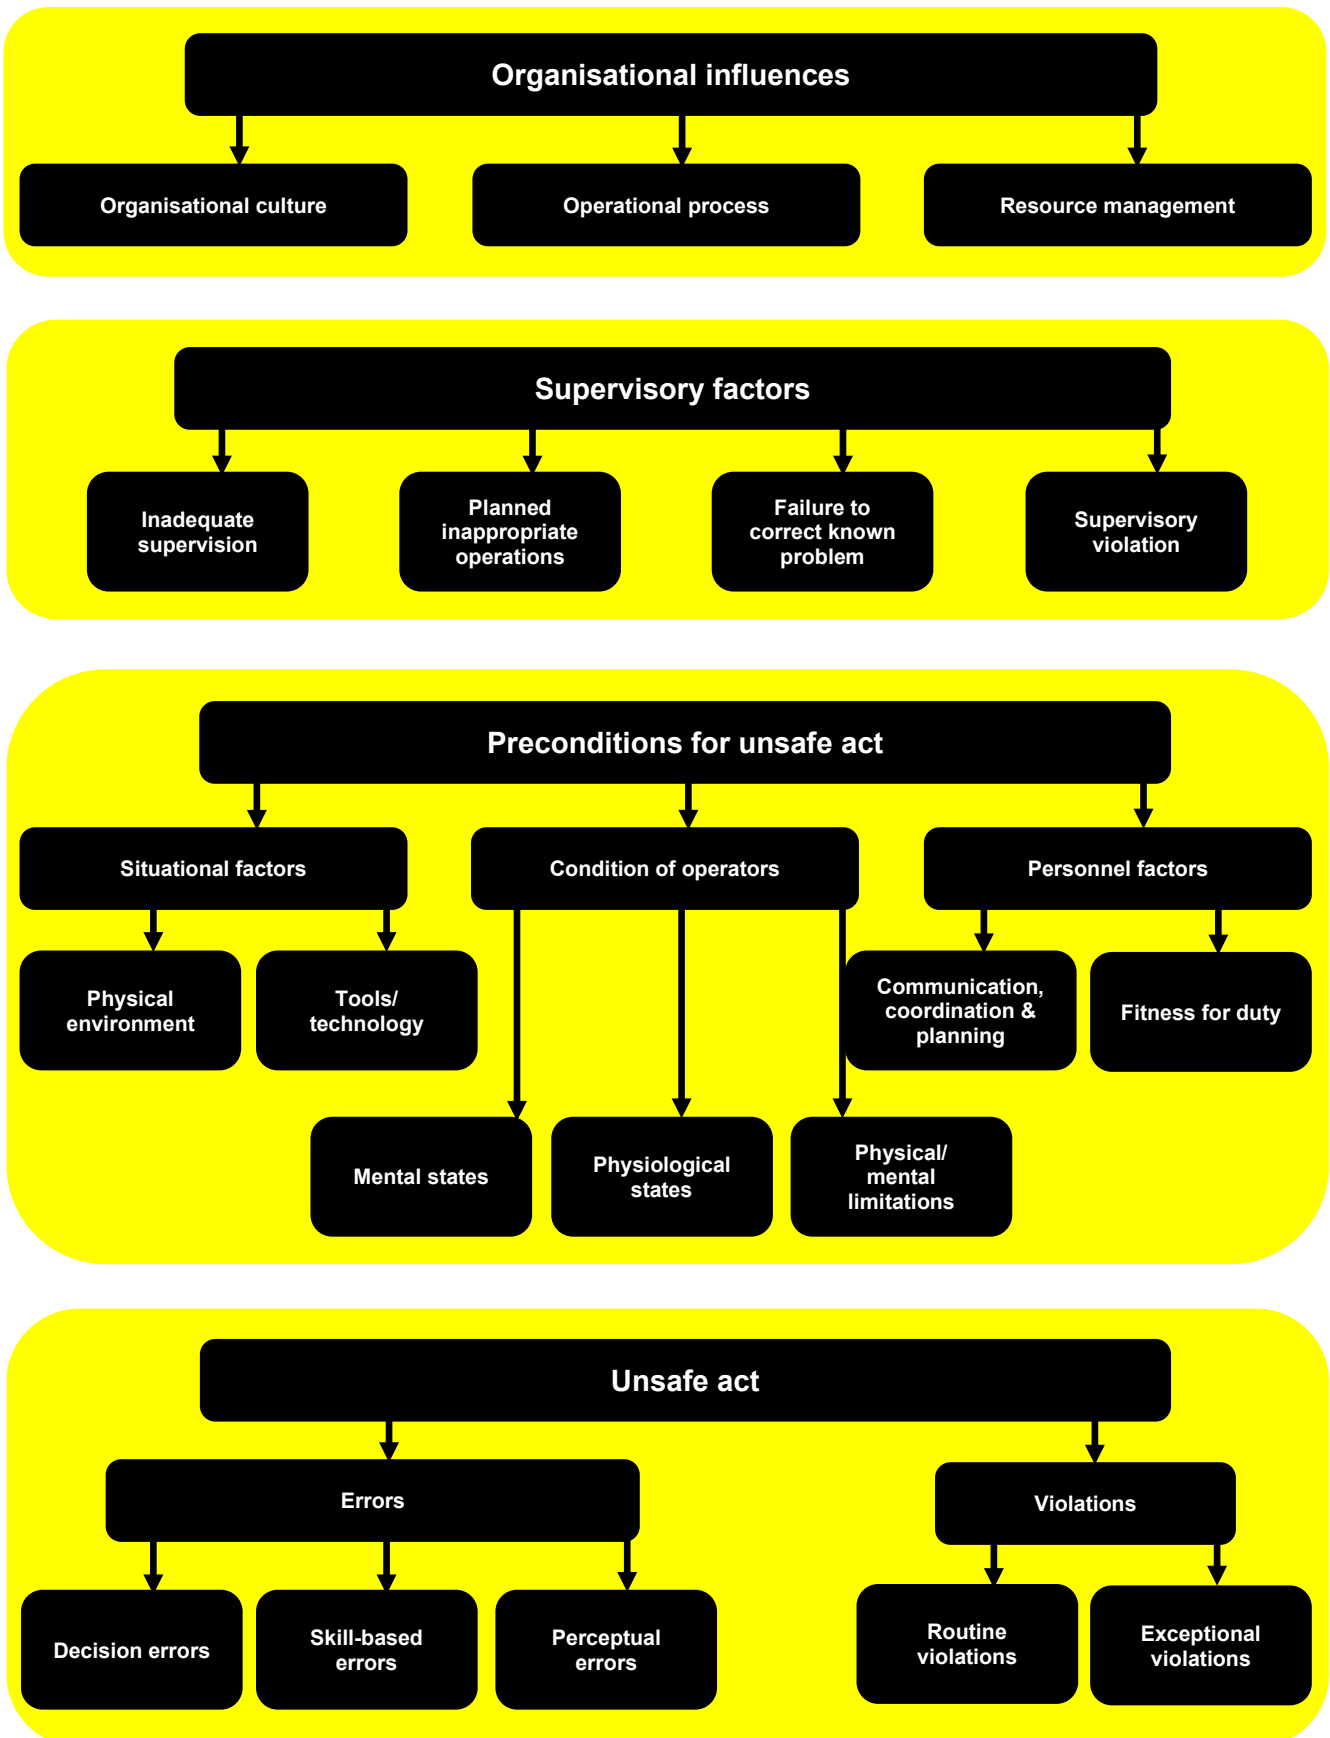 Organisational influences
Organisational culture
Operational process
Resource management
Supervisory factors
Inadequate
supervision
Planned
inappropriate
operations
Failure to
correct known
problem
Supervisory
violation
Preconditions for unsafe act
Situational factors
Condition of operators
Personnel factors
Physical
environment
Tools/
technology
Communication,
coordination &
planning
Fitness for duty
Mental states
Physiological
states
Physical/
mental
limitations
Unsafe act
Errors
Violations
Decision errors
Skill-based
errors
Perceptual
errors
Routine
violations
Exceptional
violations